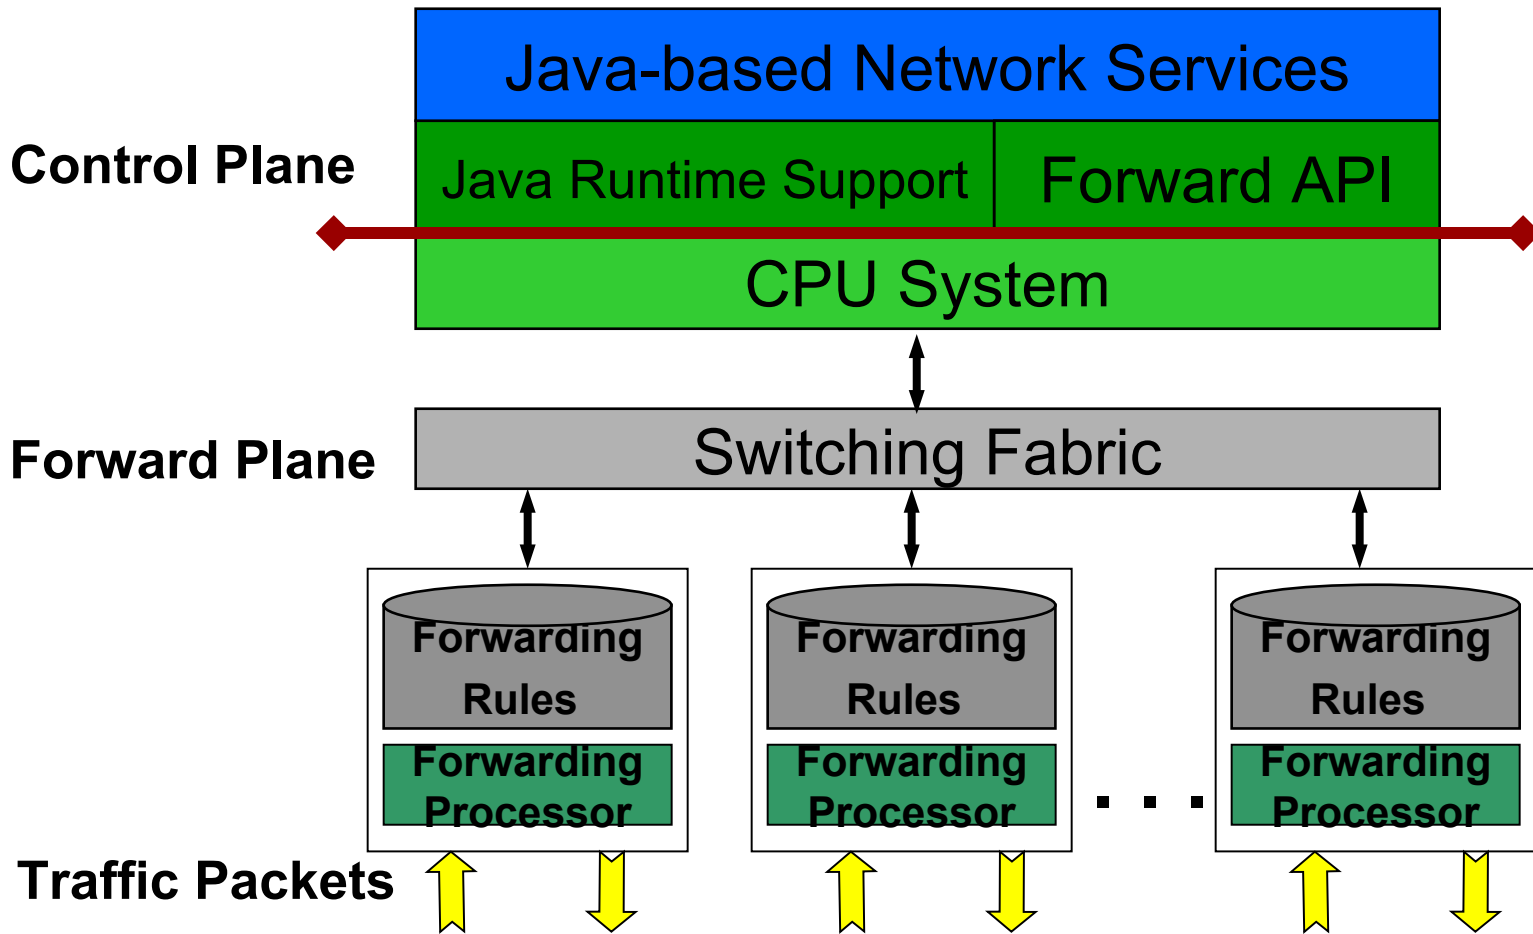 Java-based Network Services
Control Plane
Java Runtime Support
Forward API
CPU System
Forward Plane
Switching Fabric
Forwarding
Rules
Forwarding
Processor
Forwarding
Rules
Forwarding
Processor
. . .
Forwarding
Rules
Forwarding
Processor
Traffic Packets